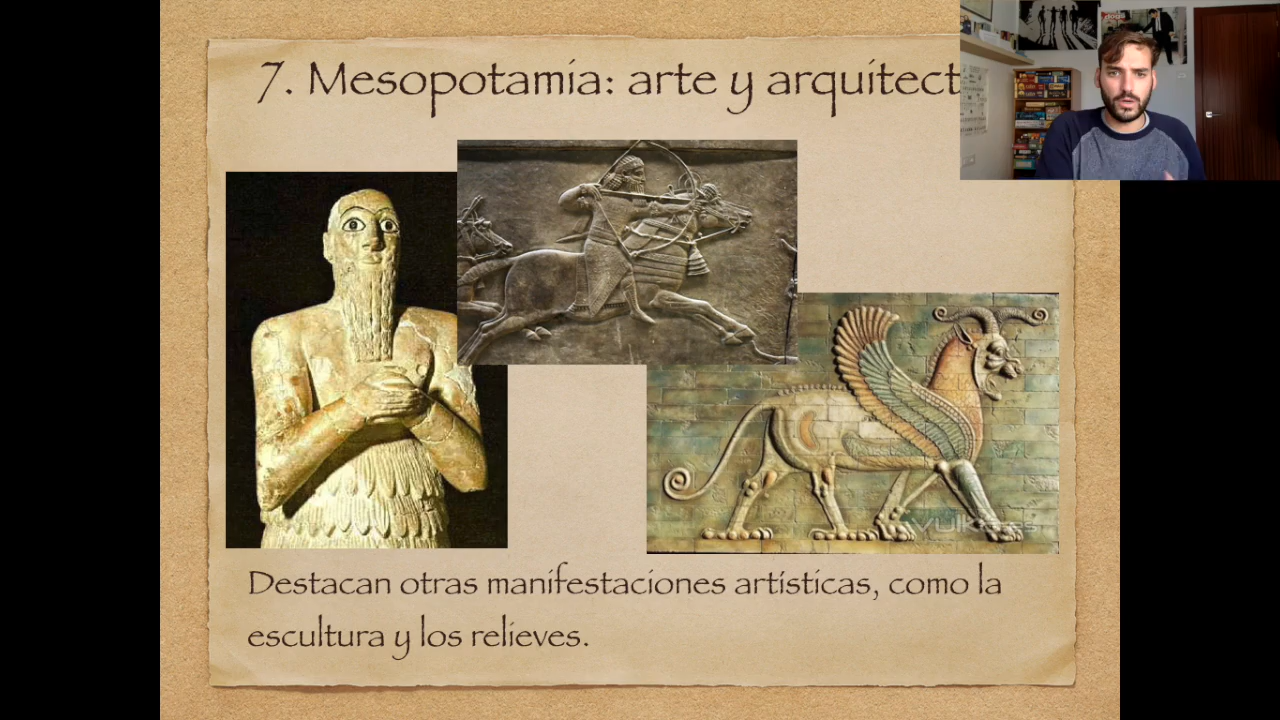 7. Mesopotamia: arte y arquitect
Destacan otras manifestaciones artísticas, como la
escultura y los relieves.